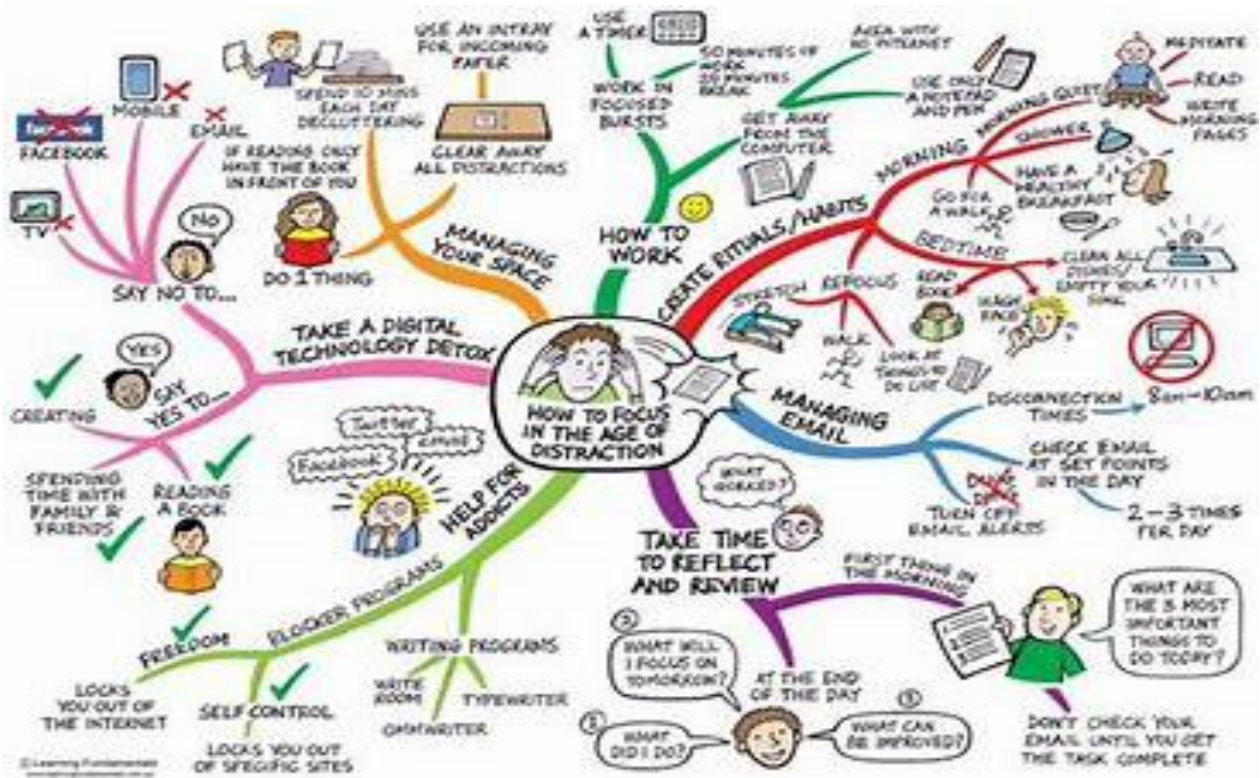 HOW TO FOCUS
IN THE AGE OF
DISTRACTION
HOW TO
WORK
WORK IN
FOCUSED
BURSTS
USE
A TIMER
50 MINUTES OF
WORK
MINUTES
BREAK
GET AWAY
FROM THE
COMPUTER
AREA WITH
NO INTERNET
USE ONLY
A NOTEPAD
AND PEN
CREATE RITUALS/HABITS
MORNING
MORNING QUIET
MEDITATE
READ
WRITE
MORNING
PAGES
SHOWER
HAVE A
HEALTHY
BREAKFAST
GO FOR
A WALK
BEDTIME
CLEAN ALL
DISHES/
EMPTY YOUR
SINK
WASH
FACE
READ
BOOK
REFOCUS
STRETCH
WALK
LOOK AT
THINGS TO
DO LIST
MANAGING
EMAIL
DISCONNECTION
TIMES
8am-10am
CHECK EMAIL
AT SET POINTS
IN THE DAY
2-3 TIMES
PER DAY
TURN OFF
EMAIL ALERTS
TAKE TIME
TO REFLECT
AND REVIEW
WHAT
WORKED?
FIRST THING IN
THE MORNING
WHAT ARE
THE 3 MOST
IMPORTANT
THINGS TO
DO TODAY?
DON'T CHECK YOUR
EMAIL UNTIL YOU GET
THE TASK COMPLETE
AT THE END
OF THE DAY
WHAT
DID I DO?
WHAT CAN
BE IMPROVED?
WHAT WILL
I FOCUS ON
TOMORROW?
HELP FOR
ADDICTS
Twitter
email
Facebook
WRITING PROGRAMS
WRITE
ROOM
OMMWRITER
TYPEWRITER
BLOCKER PROGRAMS
FREEDOM
LOCKS
YOU OUT OF
THE INTERNET
SELF CONTROL
LOCKS YOU OUT
OF SPECIFIC SITES
TAKE A DIGITAL
TECHNOLOGY DETOX
YES
SAY
YES TO...
CREATING
SPENDING
TIME WITH
FAMILY &
FRIENDS
READING
A BOOK
NO
SAY NO TO...
TV
facebook
FACEBOOK
MOBILE
EMAIL
MANAGING
YOUR SPACE
DO 1 THING
IF READING ONLY
HAVE THE BOOK
IN FRONT OF YOU
SPEND 10 MINS
EACH DAY
DECLUTTERING
CLEAR AWAY
ALL DISTRACTIONS
USE AN INTRAY
FOR INCOMING
PAPER
© Learning Fundamentals